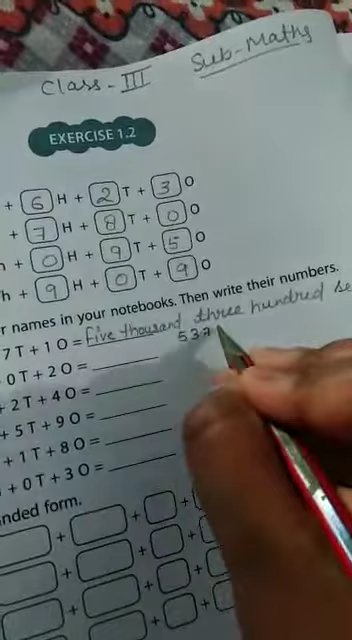 Class - III Sub - Maths
EXERCISE 1.2
+ 6 H + 2 T + 3 O
+ 7 H + 8 T + 0 O
h + 0 H + 9 T + 5 O
h + 9 H + 0 T + 9 O
r names in your notebooks. Then write their numbers.
7 T + 1 O = five thousand three hundred se
537
0 T + 2 O =
+ 2 T + 4 O =
+ 5 T + 9 O =
+ 1 T + 8 O =
+ 0 T + 3 O =
nded form.
+ +
+ +
+ +
+ +